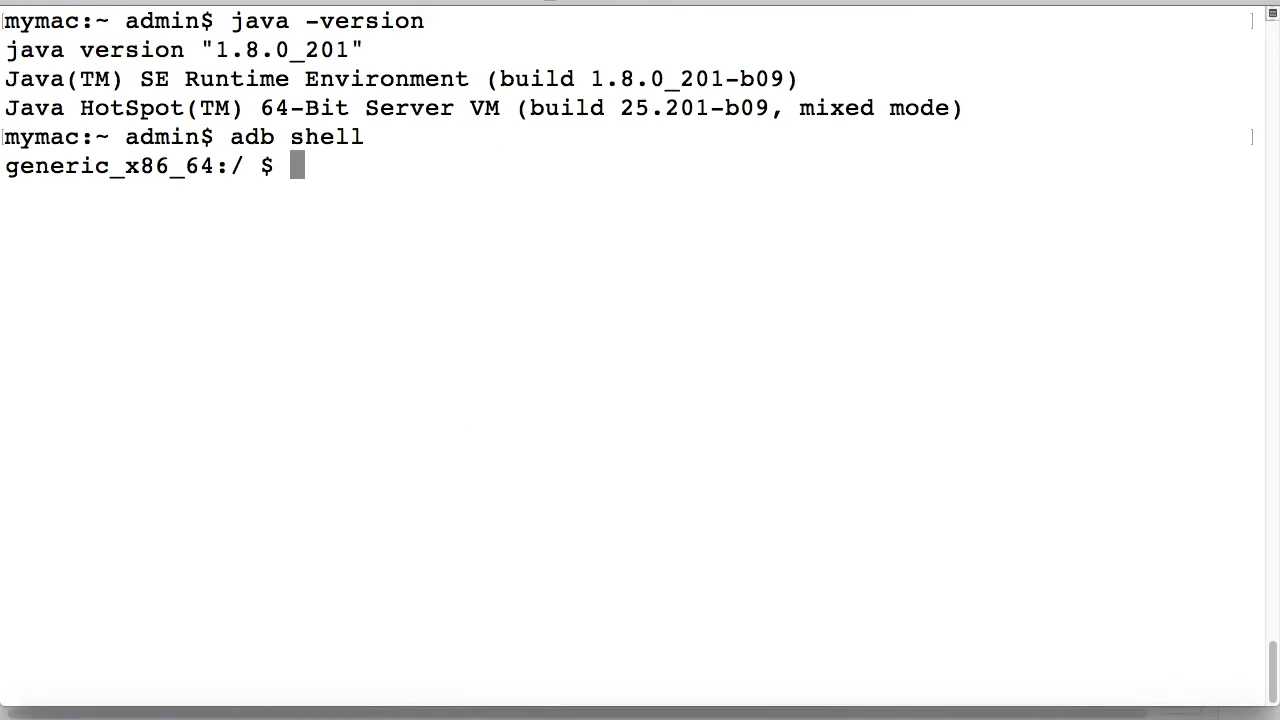 mymac:~ admin$ java -version
java version "1.8.0_201"
Java(TM) SE Runtime Environment (build 1.8.0_201-b09)
Java HotSpot(TM) 64-Bit Server VM (build 25.201-b09, mixed mode)
mymac:~ admin$ adb shell
generic_x86_64:/ $